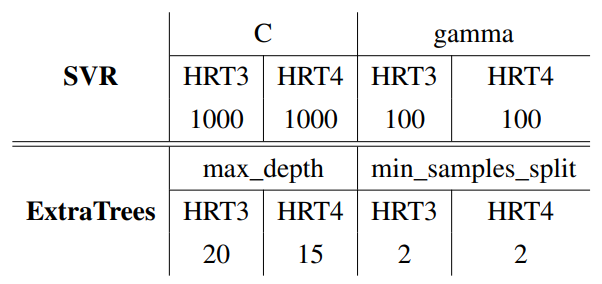 C gamma
SVR HRT3 HRT4 HRT3 HRT4
1000 1000 100 100
max_depth min_samples_split
ExtraTrees HRT3 HRT4 HRT3 HRT4
20 15 2 2